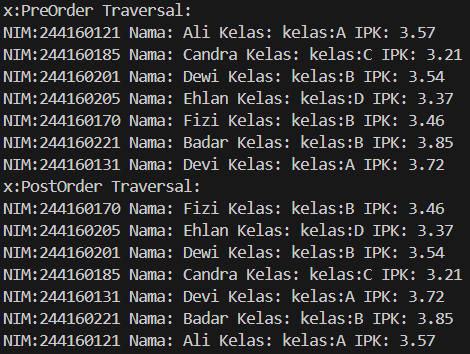 x:PreOrder Traversal:
NIM:244160121 Nama: Ali Kelas: kelas:A IPK: 3.57
NIM:244160185 Nama: Candra Kelas: kelas:C IPK: 3.21
NIM:244160201 Nama: Dewi Kelas: kelas:B IPK: 3.54
NIM:244160205 Nama: Ehlan Kelas: kelas:D IPK: 3.37
NIM:244160170 Nama: Fizi Kelas: kelas:B IPK: 3.46
NIM:244160221 Nama: Badar Kelas: kelas:B IPK: 3.85
NIM:244160131 Nama: Devi Kelas: kelas:A IPK: 3.72
x:PostOrder Traversal:
NIM:244160170 Nama: Fizi Kelas: kelas:B IPK: 3.46
NIM:244160205 Nama: Ehlan Kelas: kelas:D IPK: 3.37
NIM:244160201 Nama: Dewi Kelas: kelas:B IPK: 3.54
NIM:244160185 Nama: Candra Kelas: kelas:C IPK: 3.21
NIM:244160131 Nama: Devi Kelas: kelas:A IPK: 3.72
NIM:244160221 Nama: Badar Kelas: kelas:B IPK: 3.85
NIM:244160121 Nama: Ali Kelas: kelas:A IPK: 3.57